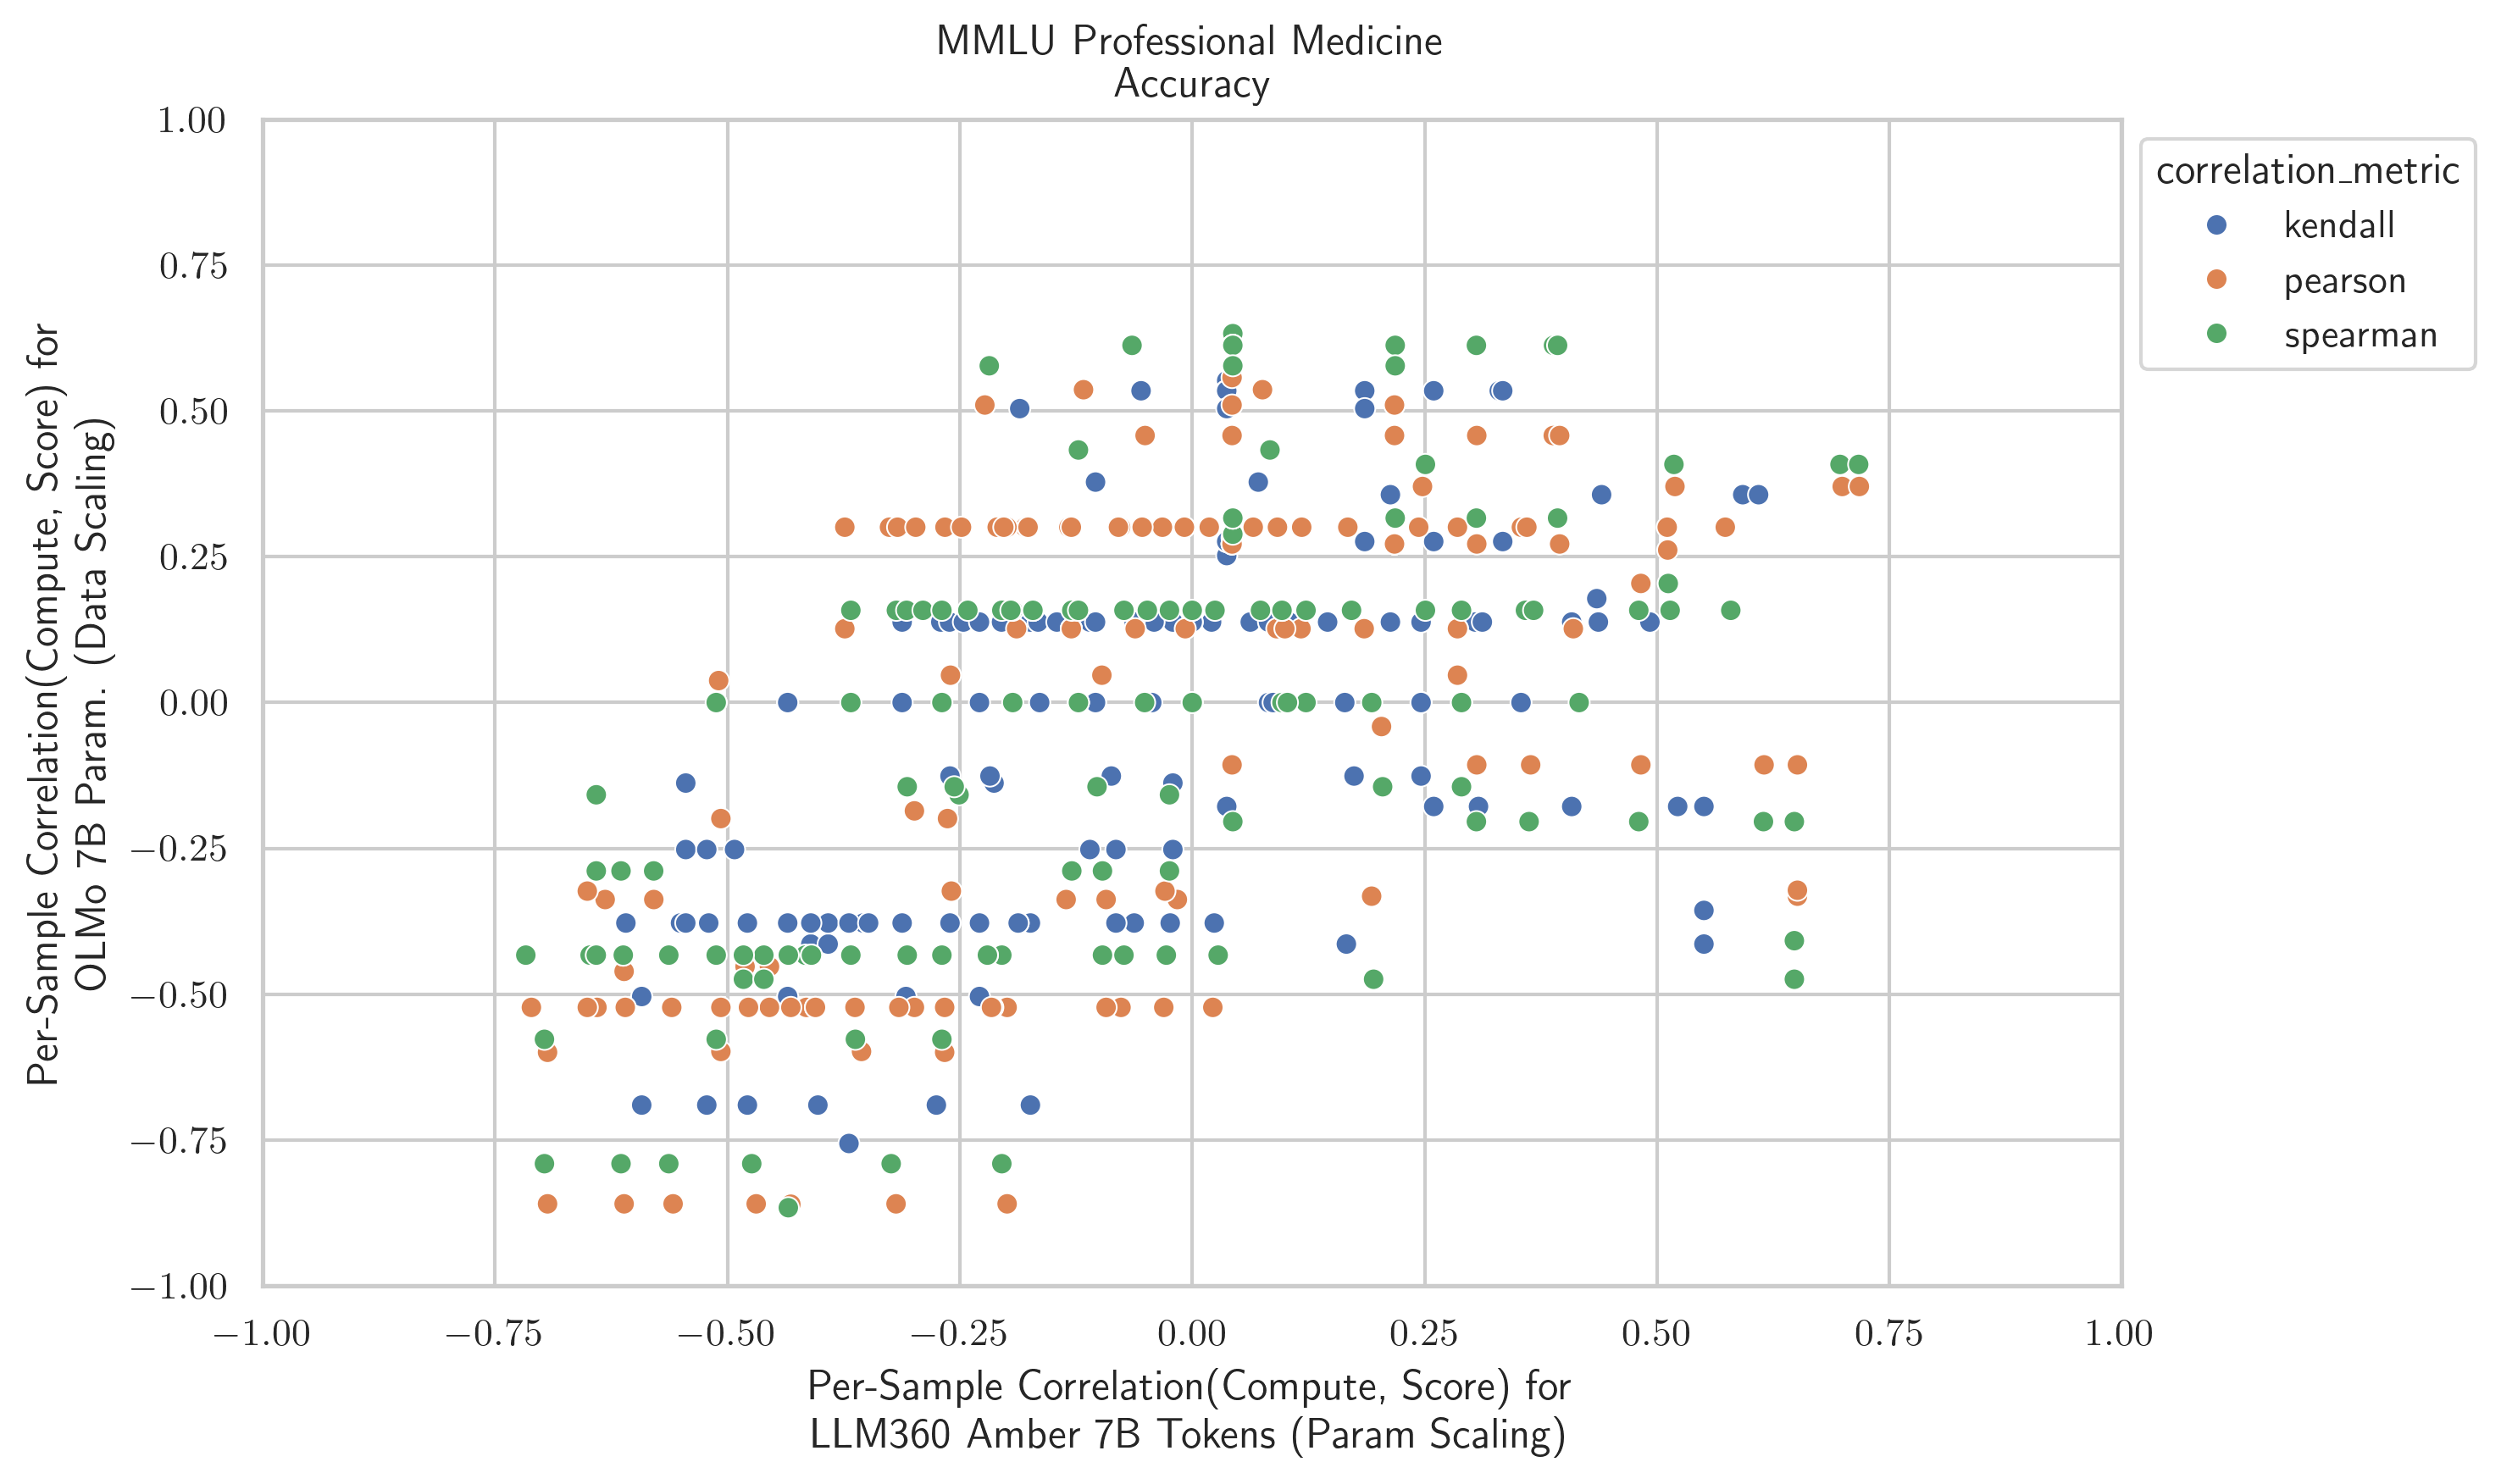 MMLU Professional Medicine
Accuracy
correlation_metric
kendall
pearson
spearman
Per-Sample Correlation(Compute, Score) for
OLMo 7B Param. (Data Scaling)
1.00
0.75
0.50
0.25
0.00
−0.25
−0.50
−0.75
−1.00
−1.00
−0.75
−0.50
−0.25
0.00
0.25
0.50
0.75
1.00
Per-Sample Correlation(Compute, Score) for
LLM360 Amber 7B Tokens (Param Scaling)